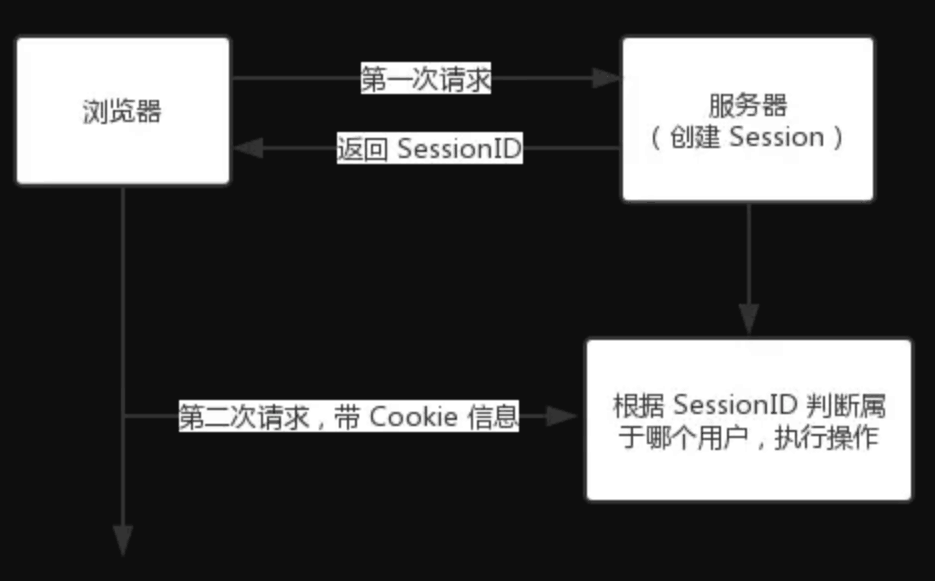 浏览器
第一次请求
服务器
（创建 Session）
返回 SessionID
第二次请求，带 Cookie 信息
根据 SessionID 判断属
于哪个用户，执行操作